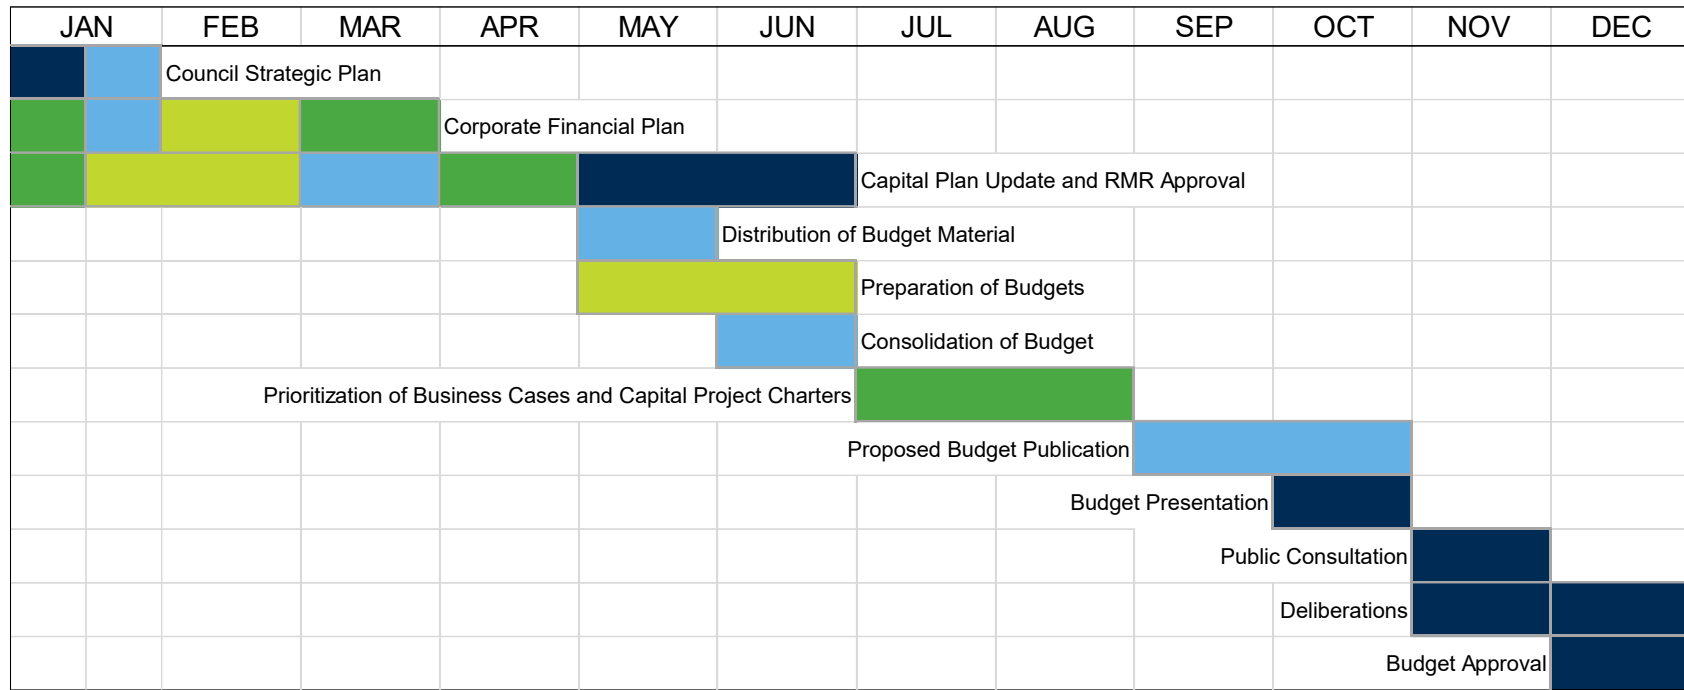 JAN FEB MAR APR MAY JUN JUL AUG SEP OCT NOV DEC
Council Strategic Plan
Corporate Financial Plan
Capital Plan Update and RMR Approval
Distribution of Budget Material
Preparation of Budgets
Consolidation of Budget
Prioritization of Business Cases and Capital Project Charters
Proposed Budget Publication
Budget Presentation
Public Consultation
Deliberations
Budget Approval